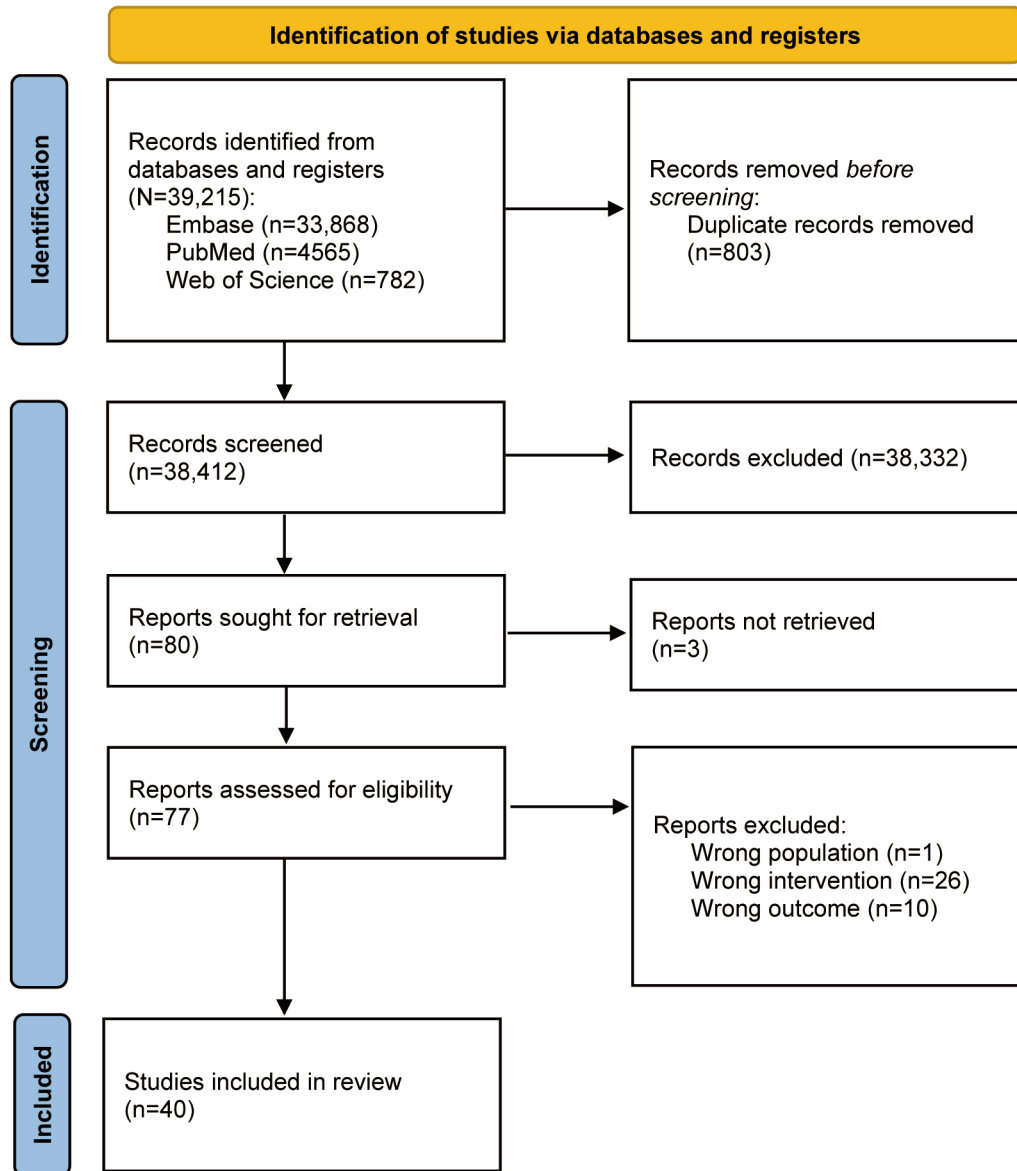 Identification of studies via databases and registers
Identification
Records identified from
databases and registers
(N=39,215):
Embase (n=33,868)
PubMed (n=4565)
Web of Science (n=782)
Records removed before
screening:
Duplicate records removed
(n=803)
Screening
Records screened
(n=38,412)
Records excluded (n=38,332)
Reports sought for retrieval
(n=80)
Reports not retrieved
(n=3)
Reports assessed for eligibility
(n=77)
Reports excluded:
Wrong population (n=1)
Wrong intervention (n=26)
Wrong outcome (n=10)
Included
Studies included in review
(n=40)